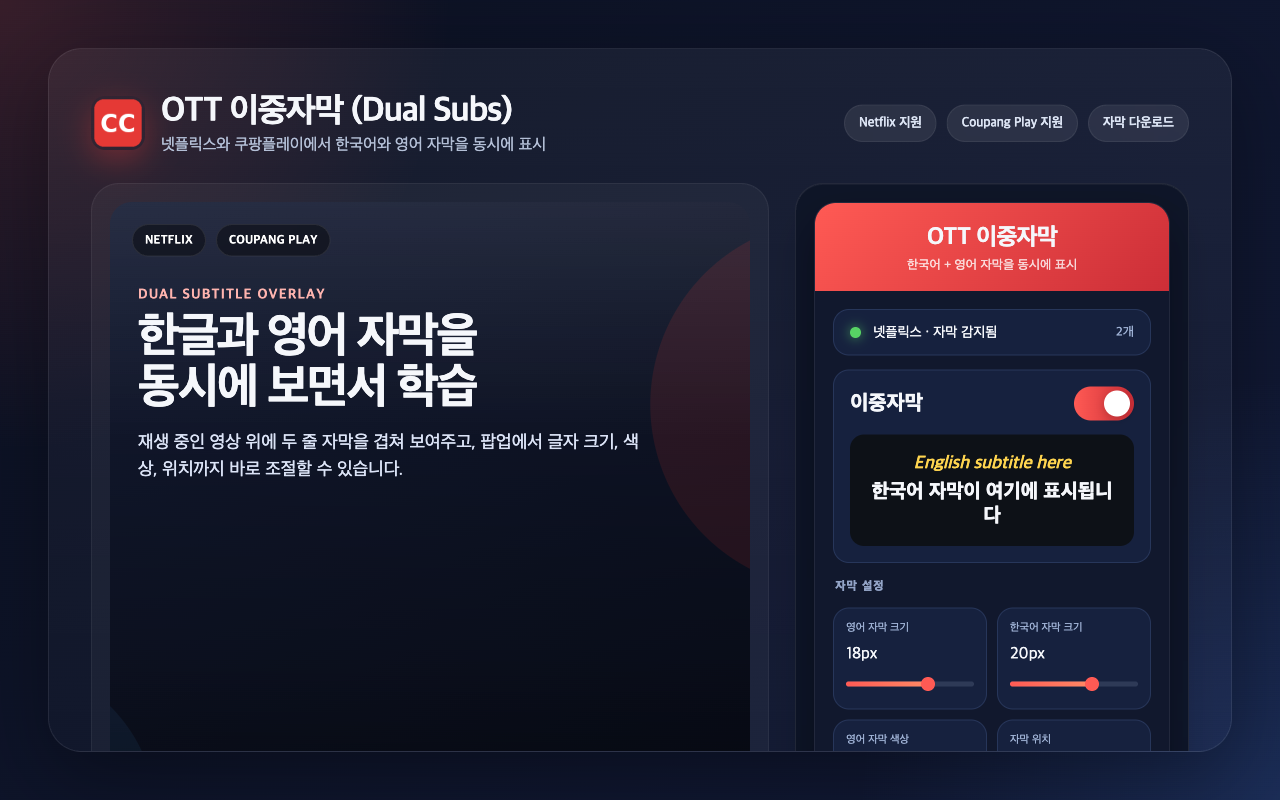 CC
OTT 이중자막 (Dual Subs)
넷플릭스와 쿠팡플레이에서 한국어와 영어 자막을 동시에 표시
Netflix 지원
Coupang Play 지원
자막 다운로드
NETFLIX
COUPANG PLAY
DUAL SUBTITLE OVERLAY
한글과 영어 자막을
동시에 보면서 학습
재생 중인 영상 위에 두 줄 자막을 겹쳐 보여주고, 팝업에서 글자 크기, 색
상, 위치까지 바로 조절할 수 있습니다.
OTT 이중자막
한국어 + 영어 자막을 동시에 표시
넷플릭스 · 자막 감지됨
2개
이중자막
English subtitle here
한국어 자막이 여기에 표시됩니
다
자막 설정
영어 자막 크기
18px
한국어 자막 크기
20px
영어 자막 색상
자막 위치